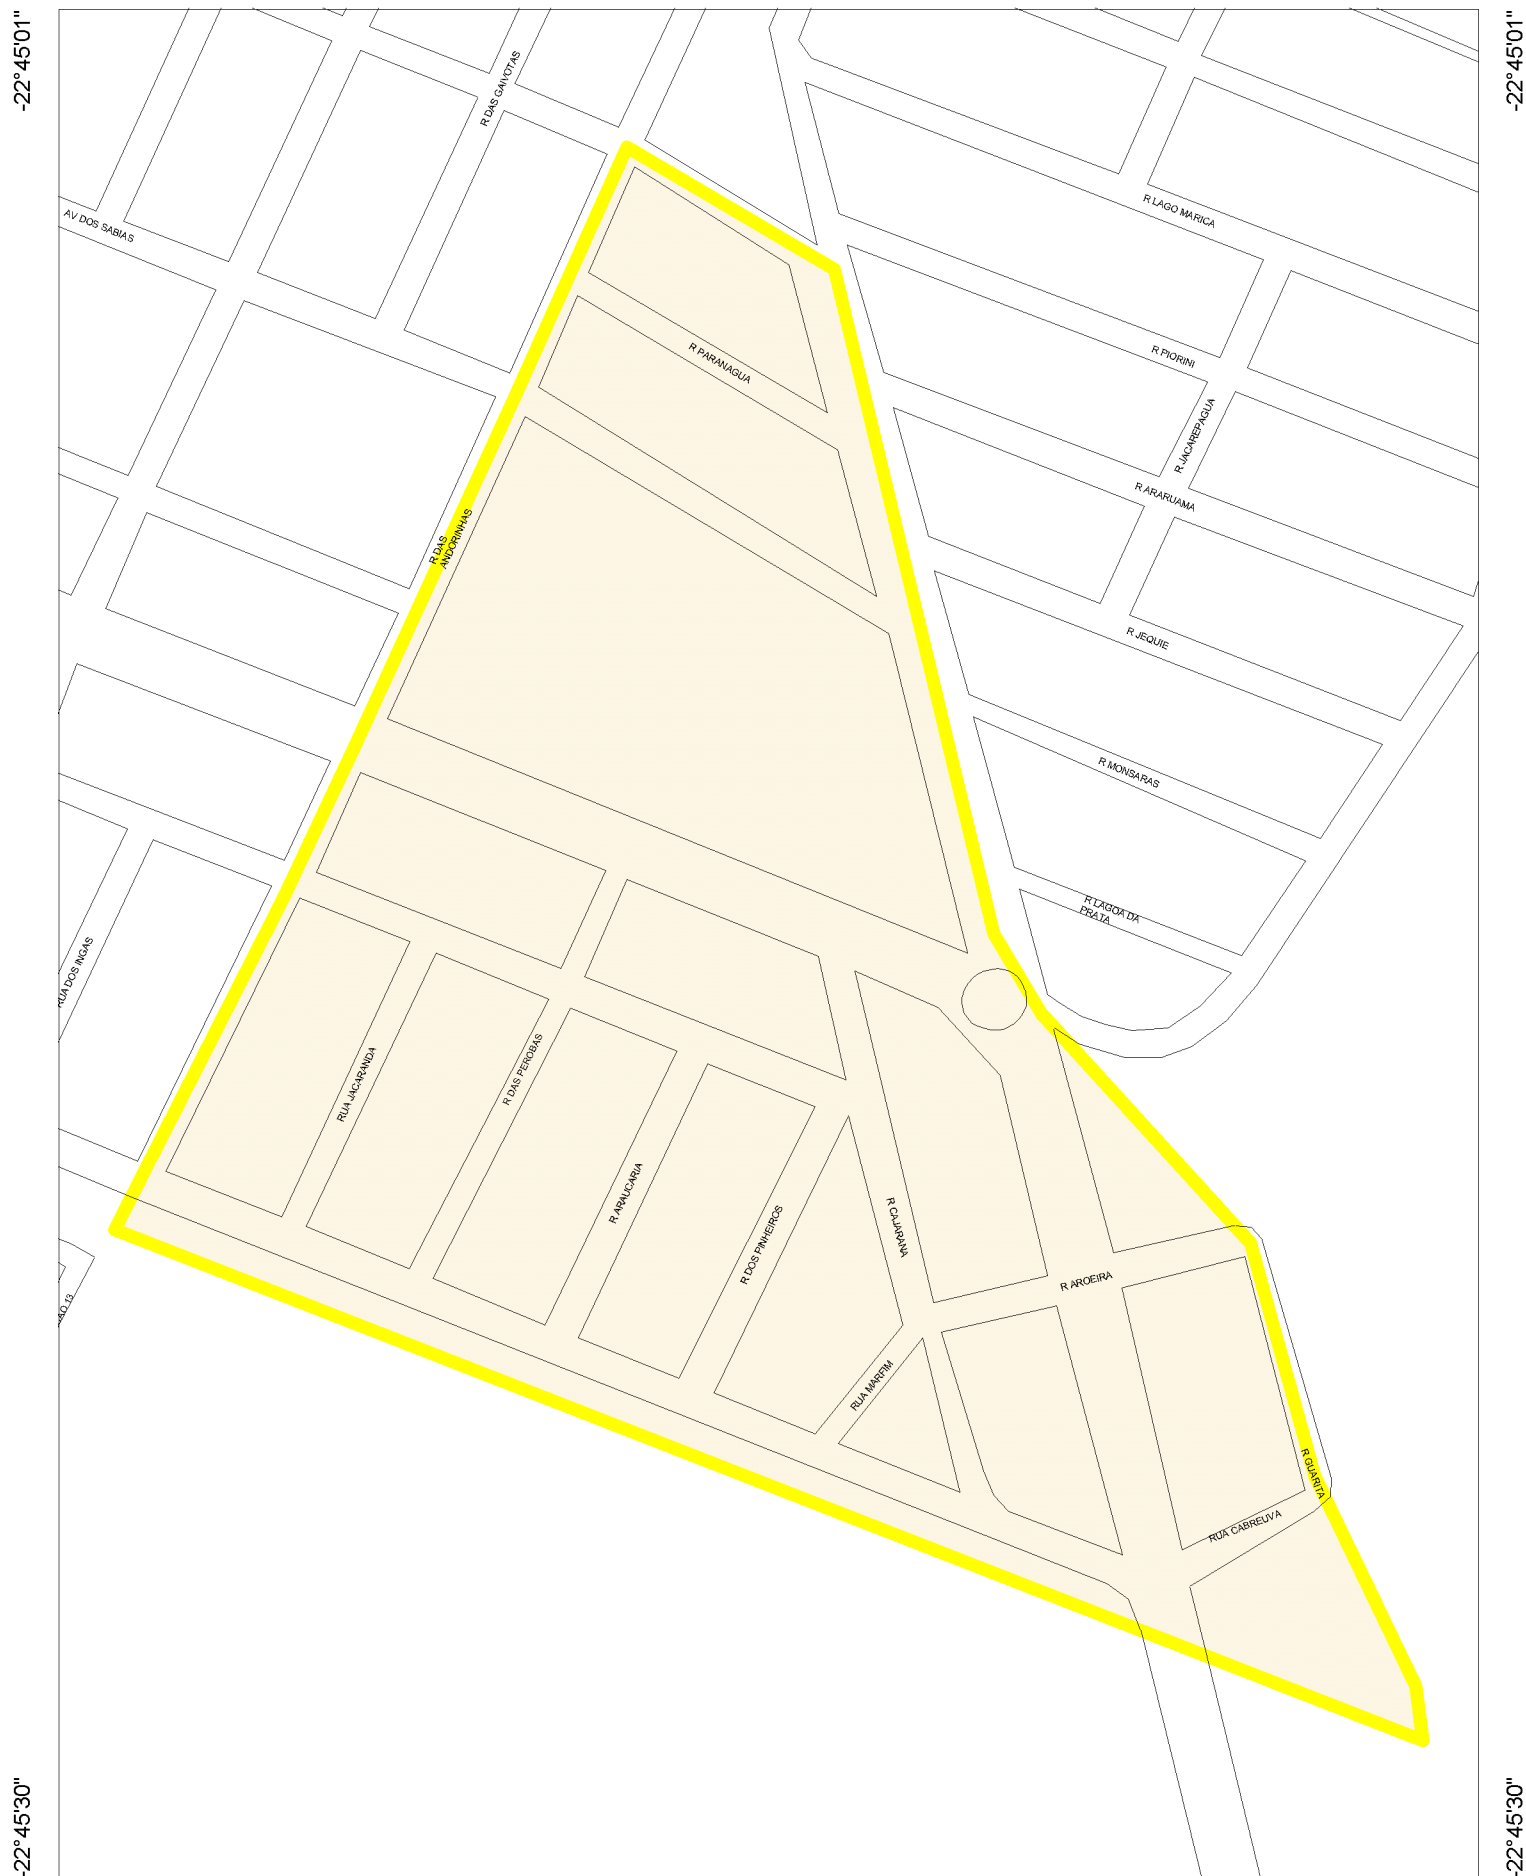 -22°45'01"
-22°45'01"
R DAS GAIVOTAS
AV DOS SABIAS
R LAGO MARICA
R PARANAGUA
R PIORINI
R JACAREPAGUA
R ARARUAMA
R DAS
ANDORINHAS
R JEQUIE
R MONSARAS
R LAGOA DA
PRATA
RUA DOS INGAS
RUA JACARANDA
R DAS PEROBAS
R ARAUCARIA
R DOS PINHEIROS
R CAJARANA
R AROEIRA
RUA MARFIM
R GUARITA
RUA CABREUVA
-22°45'30"
-22°45'30"